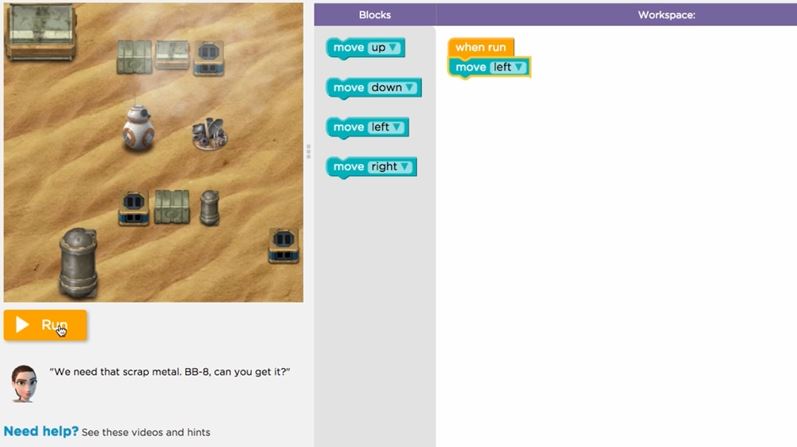 Blocks
Workspace:
move up
move down
move left
move right
when run
move left
Run
"We need that scrap metal. BB-8, can you get it?"
Need help? See these videos and hints